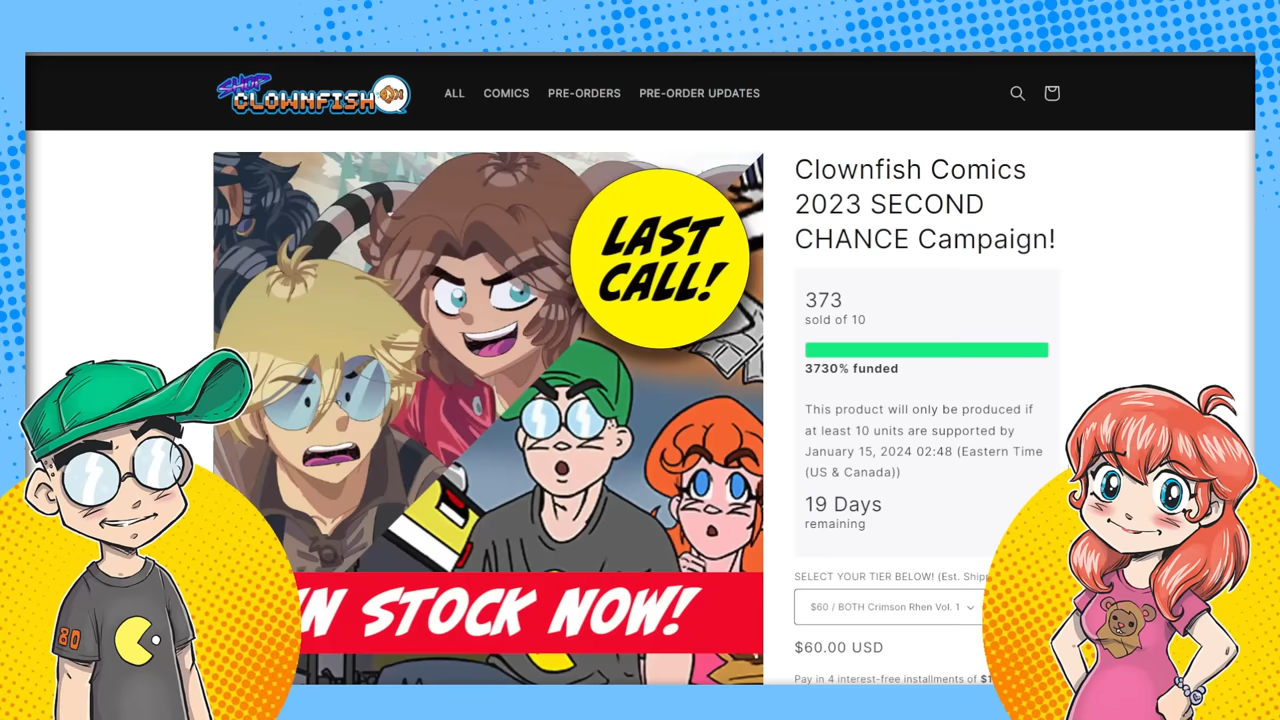 SHOP
CLOWNFISH
ALL COMICS PRE-ORDERS PRE-ORDER UPDATES
LAST
CALL!
IN STOCK NOW!
Clownfish Comics
2023 SECOND
CHANCE Campaign!
373
sold of 10
3730% funded
This product will only be produced if
at least 10 units are supported by
January 15, 2024 02:48 (Eastern Time
(US & Canada))
19 Days
remaining
SELECT YOUR TIER BELOW! (Est.
$60 / BOTH Crimson Rhen Vol. 1
$60.00 USD
Pay in 4 interest-free installments of
80